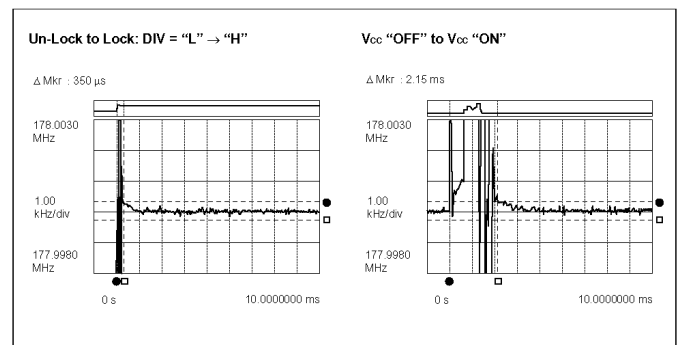 Un-Lock to Lock: DIV = “L” → “H”
Δ Mkr : 350 µs
178.0030
MHz
1.00
kHz/div
177.9980
MHz
0 s
10.0000000 ms
Vcc “OFF” to Vcc “ON”
Δ Mkr : 2.15 ms
178.0030
MHz
1.00
kHz/div
177.9980
MHz
0 s
10.0000000 ms